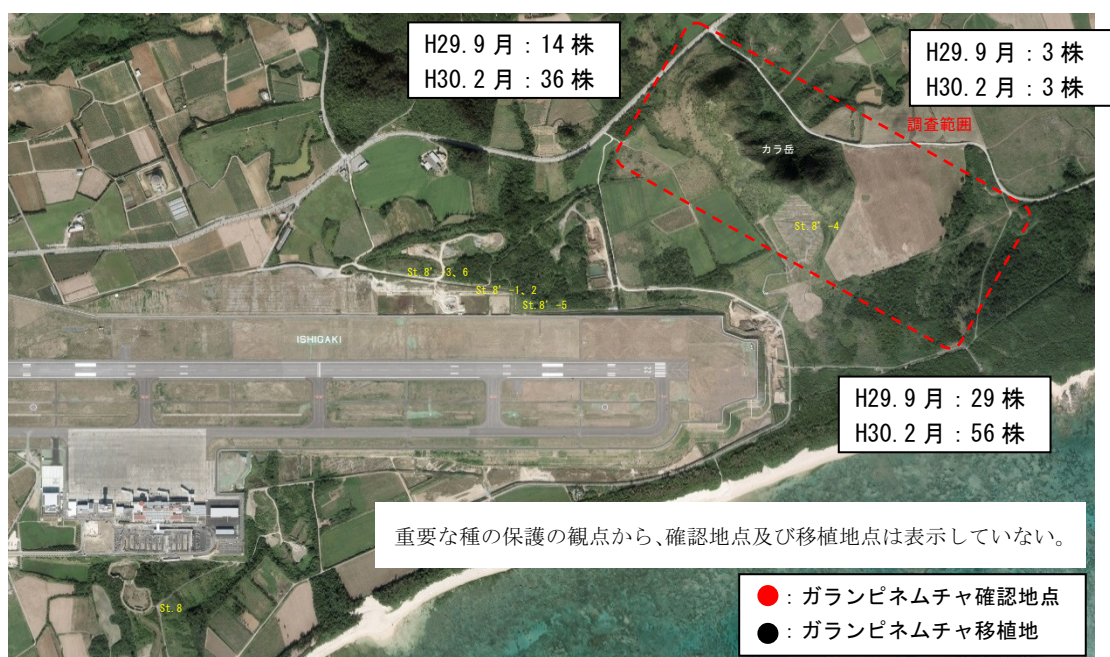 H29.9月：14株
H30.2月：36株
H29.9月：3株
H30.2月：3株
調査範囲
カラ岳
St.8’-4
St.8’-3、6
St.8’-1、2
St.8’-5
ISHIGAKI
H29.9月：29株
H30.2月：56株
重要な種の保護の観点から、確認地点及び移植地点は表示していない。
St.8
：ガランピネムチャ確認地点
：ガランピネムチャ移植地